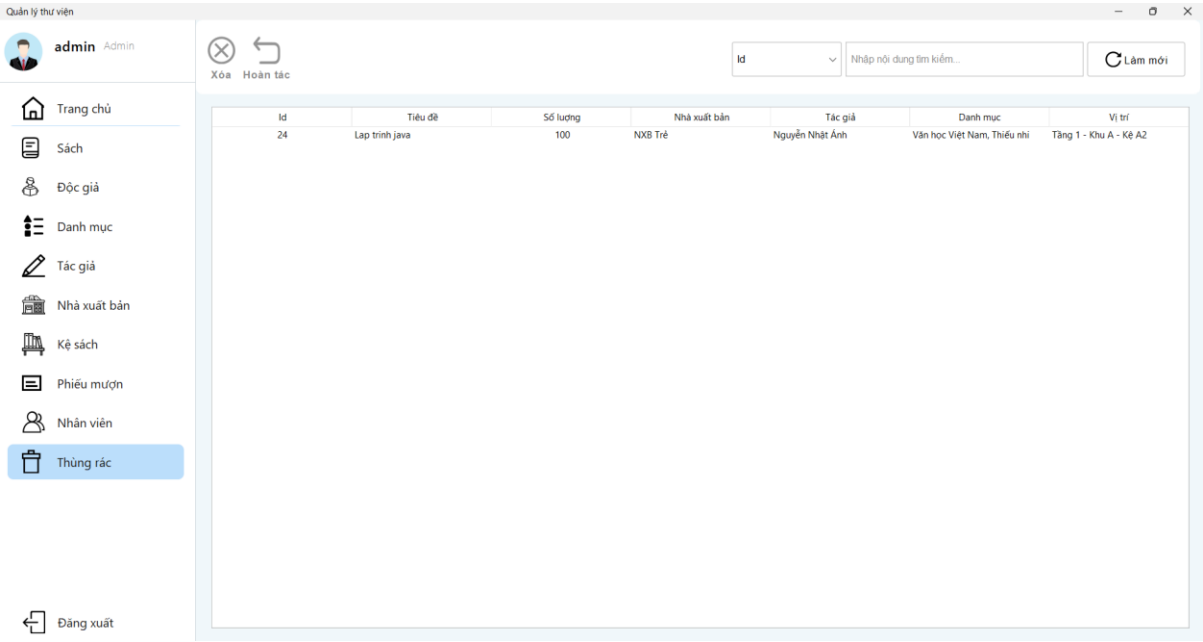 Quản lý thư viện
admin Admin
Xóa Hoàn tác
Id Nhập nội dung tìm kiếm... Làm mới
Trang chủ
Sách
Độc giả
Danh mục
Tác giả
Nhà xuất bản
Kệ sách
Phiếu mượn
Nhân viên
Thùng rác
Đăng xuất
Id Tiêu đề Số lượng Nhà xuất bản Tác giả Danh mục Vị trí
24 Lap trinh java 100 NXB Trẻ Nguyễn Nhật Ánh Văn học Việt Nam, Thiếu nhi Tầng 1 - Khu A - Kệ A2